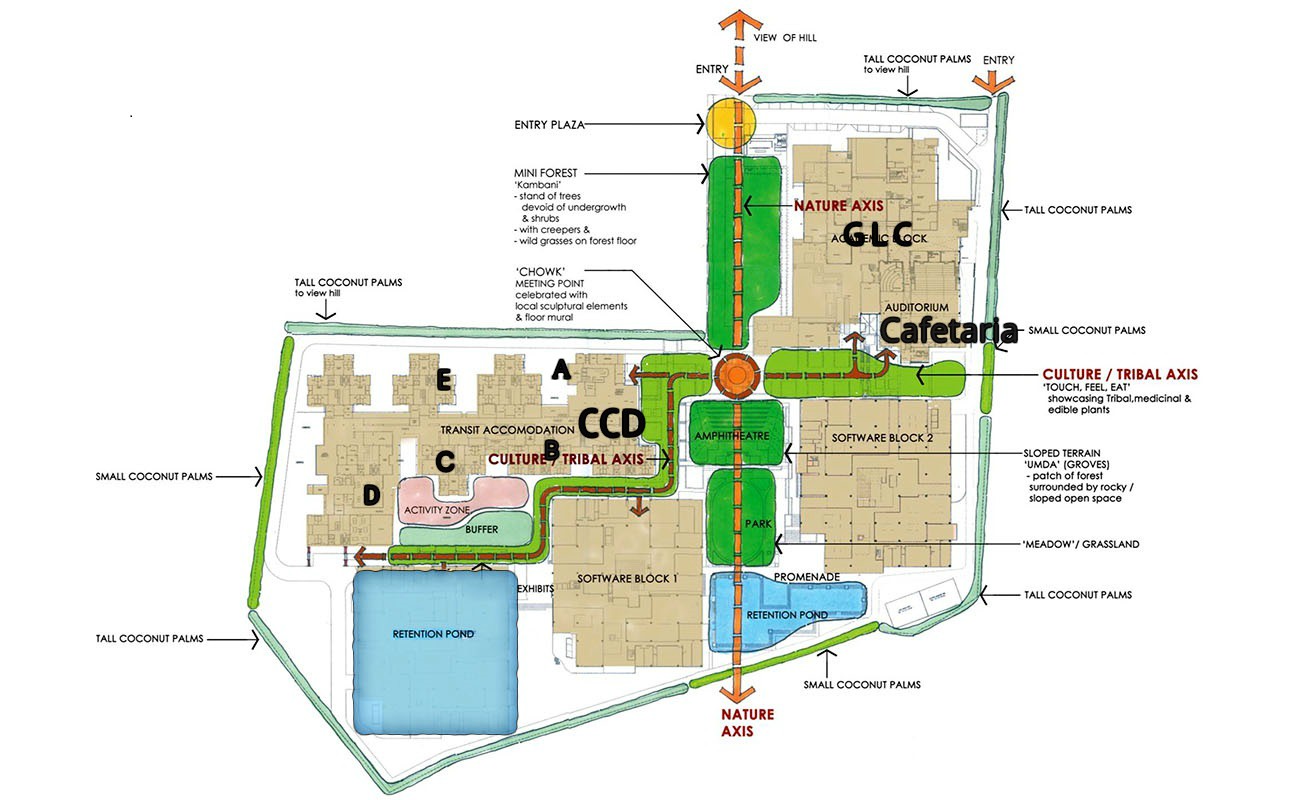 VIEW OF HILL
ENTRY
TALL COCONUT PALMS
to view hill
ENTRY
ENTRY PLAZA
MINI FOREST
'Kambani'
- stand of trees
devoid of undergrowth
& shrubs
- with creepers &
- wild grasses on forest floor
NATURE AXIS
TALL COCONUT PALMS
ACADEMIC BLOCK
GLC
'CHOWK'
MEETING POINT
celebrated with
local sculptural elements
& floor mural
TALL COCONUT PALMS
to view hill
AUDITORIUM
Cafetaria
SMALL COCONUT PALMS
A
E
CULTURE / TRIBAL AXIS
'TOUCH, FEEL, EAT'
showcasing Tribal,medicinal &
edible plants
TRANSIT ACCOMODATION
CCD
AMPHITHEATRE
SOFTWARE BLOCK 2
B
C
CULTURE / TRIBAL AXIS
SLOPED TERRAIN
'UMDA' (GROVES)
- patch of forest
surrounded by rocky /
sloped open space
SMALL COCONUT PALMS
D
ACTIVITY ZONE
BUFFER
PARK
'MEADOW'/ GRASSLAND
SOFTWARE BLOCK 1
EXHIBITS
PROMENADE
RETENTION POND
TALL COCONUT PALMS
RETENTION POND
TALL COCONUT PALMS
SMALL COCONUT PALMS
NATURE
AXIS